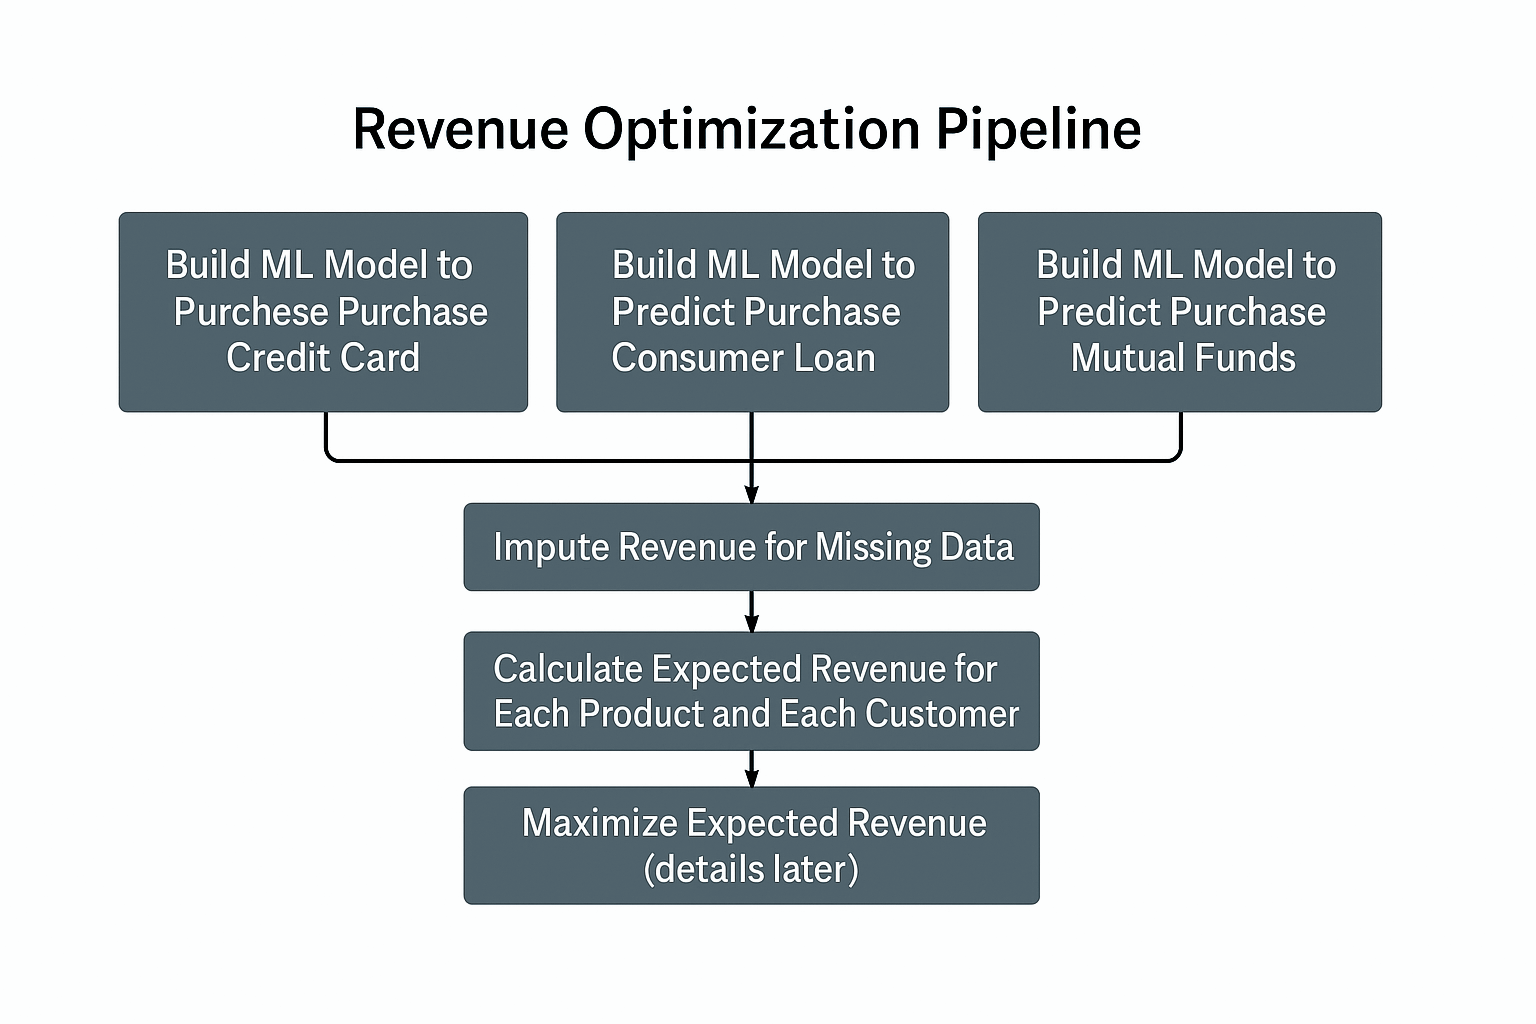 Revenue Optimization Pipeline
Build ML Model to
Purchese Purchase
Credit Card
Build ML Model to
Predict Purchase
Consumer Loan
Build ML Model to
Predict Purchase
Mutual Funds
Impute Revenue for Missing Data
Calculate Expected Revenue for
Each Product and Each Customer
Maximize Expected Revenue
(details later)